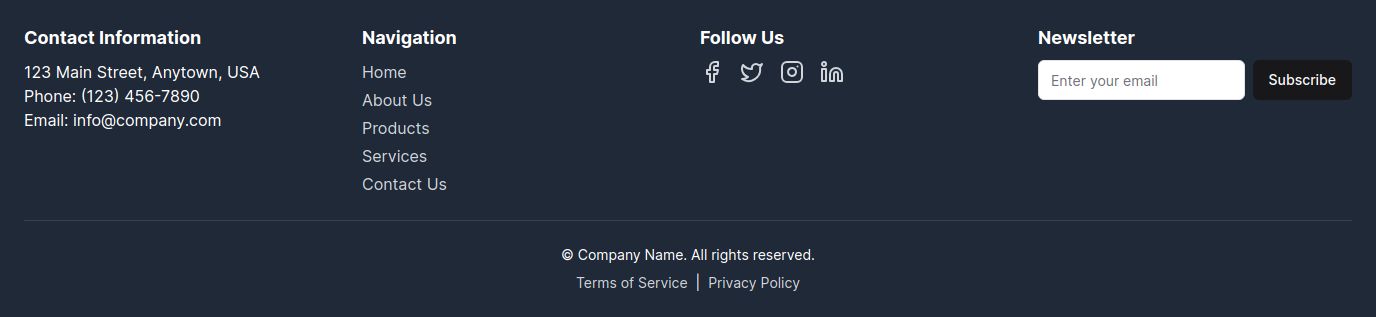 Contact Information
123 Main Street, Anytown, USA
Phone: (123) 456-7890
Email: info@company.com
Navigation
Home
About Us
Products
Services
Contact Us
Follow Us
Newsletter
Enter your email
Subscribe
© Company Name. All rights reserved.
Terms of Service | Privacy Policy